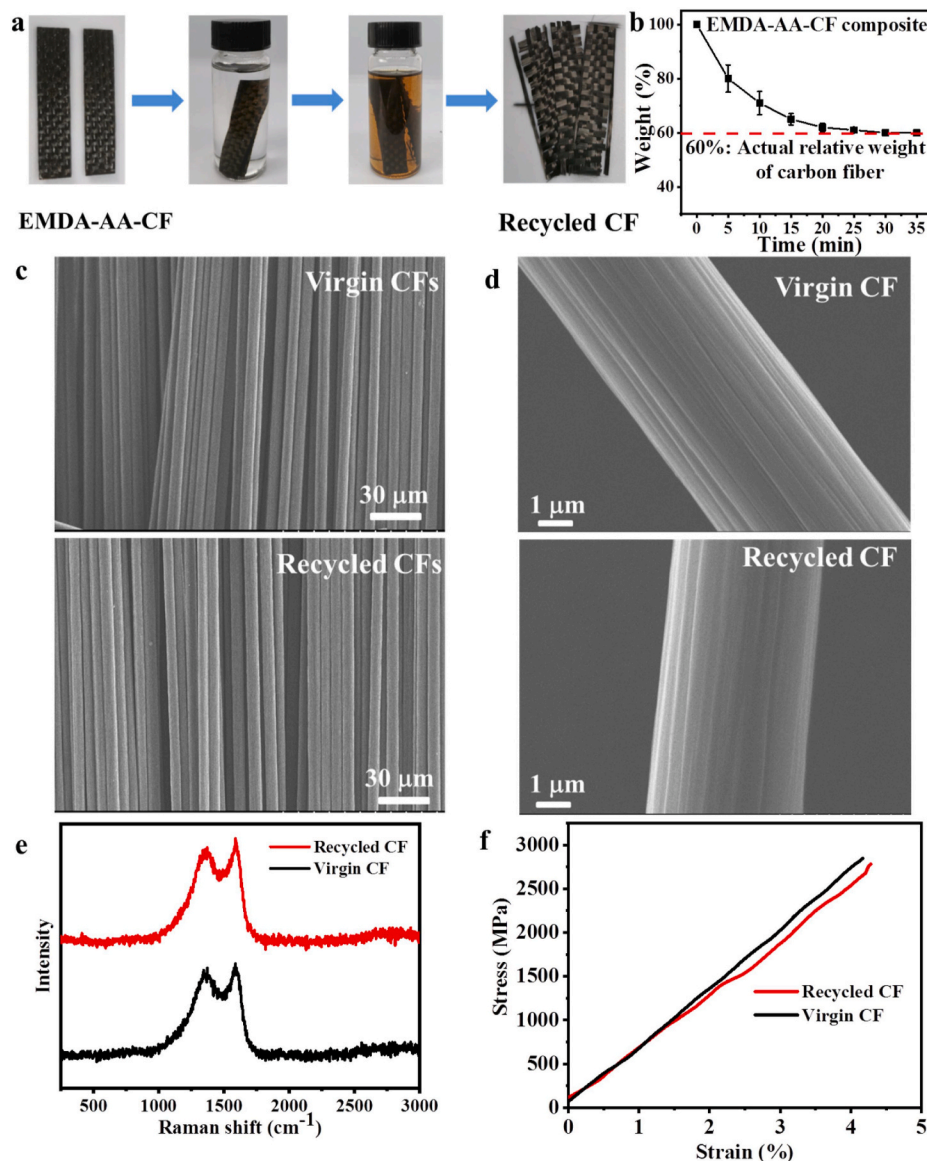 a
EMDA-AA-CF
Recycled CF
b
EMDA-AA-CF composite
Weight (%)
100
80
60
40
60%: Actual relative weight
of carbon fiber
0 5 10 15 20 25 30 35
Time (min)
c
Virgin CFs
30 μm
Recycled CFs
30 μm
d
Virgin CF
1 μm
Recycled CF
1 μm
e
Recycled CF
Virgin CF
Intensity
500 1000 1500 2000 2500 3000
Raman shift (cm-1)
f
3000
2500
2000
1500
1000
500
0
Stress (MPa)
Recycled CF
Virgin CF
0 1 2 3 4 5
Strain (%)